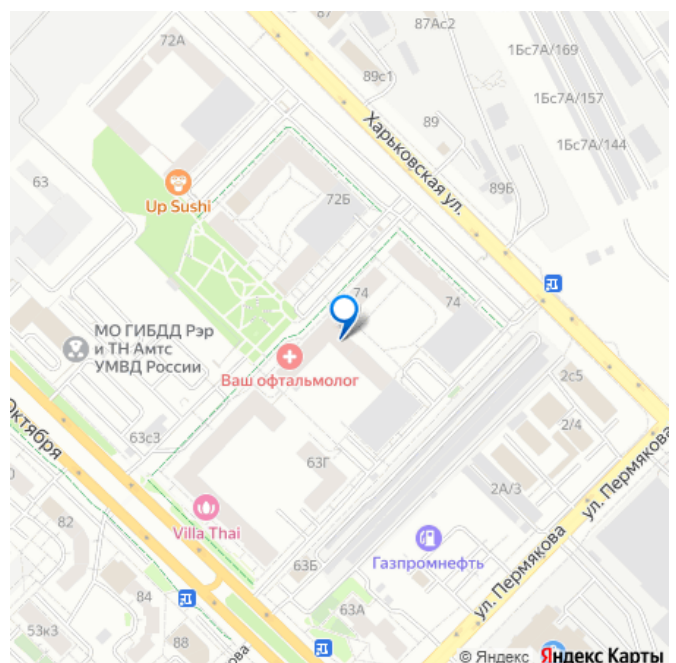 87
87Ас2
72А
1Бс7А/169
89с1
1Бс7А/157
Харьковская ул.
89
1Бс7А/144
63
89Б
Up Sushi
72Б
74
74
МО ГИБДД Рэр
и ТН Амтс
УМВД России
Ваш офтальмолог
2с5
Октября
63с3
2/4
63Г
ул. Пермякова
2А/3
Villa Thai
82
Газпромнефть
ул. Пермякова
63Б
84
63А
53к3
88
© Яндекс Яндекс Карты